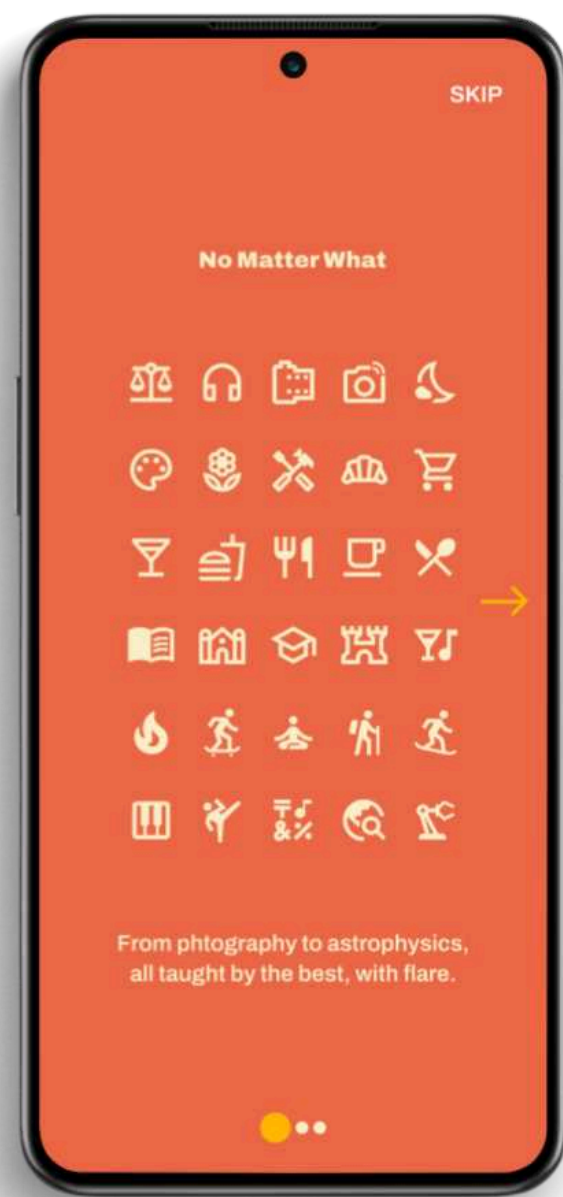 SKIP
No Matter What
From phtography to astrophysics,
all taught by the best, with flare.